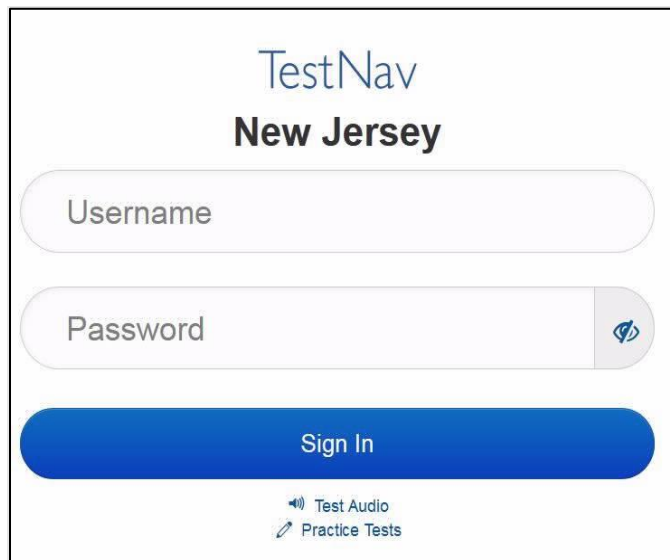 TestNav
New Jersey
Username
Password
Sign In
Test Audio
Practice Tests